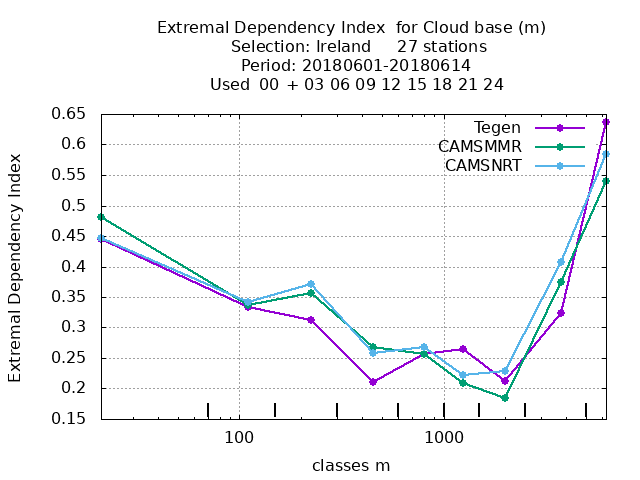 Extremal Dependency Index  for Cloud base (m)
Selection: Ireland     27 stations
Period: 20180601-20180614
Used  00 + 03 06 09 12 15 18 21 24
Tegen
CAMSMMR
CAMSNRT
0.65
0.6
0.55
0.5
0.45
0.4
0.35
0.3
0.25
0.2
0.15
Extremal Dependency Index
100 1000
classes m